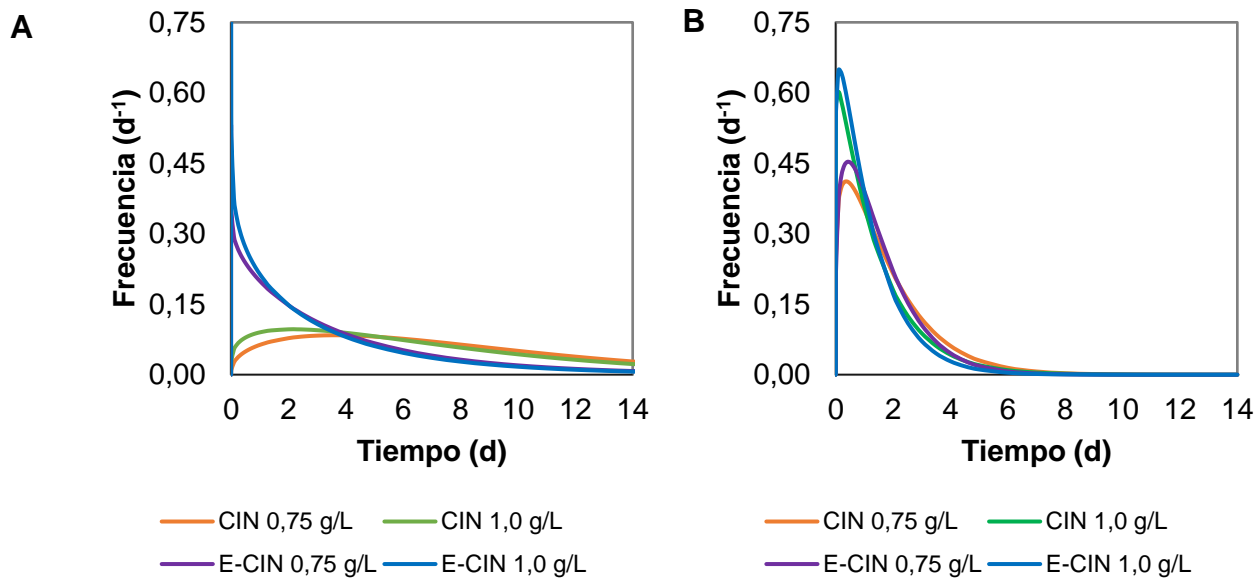 A
Frecuencia (d-1)
0,75
0,60
0,45
0,30
0,15
0,00
0 2 4 6 8 10 12 14
Tiempo (d)
CIN 0,75 g/L CIN 1,0 g/L
E-CIN 0,75 g/L E-CIN 1,0 g/L
B
Frecuencia (d-1)
0,75
0,60
0,45
0,30
0,15
0,00
0 2 4 6 8 10 12 14
Tiempo (d)
CIN 0,75 g/L CIN 1,0 g/L
E-CIN 0,75 g/L E-CIN 1,0 g/L